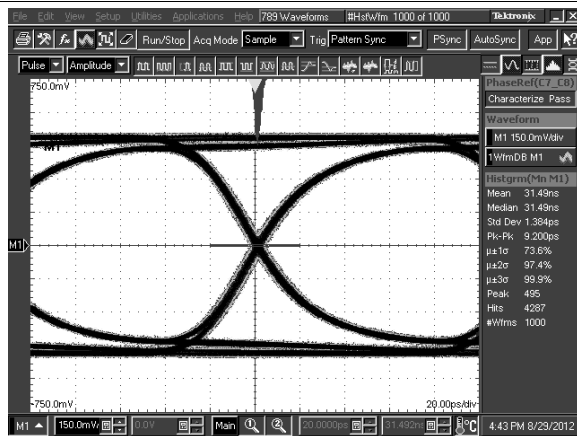 File Edit View Setup Utilities Applications Help 789 Waveforms #HstWfm 1000 of 1000 Tektronix
Run/Stop Acq Mode Sample Trig Pattern Sync PSync AutoSync App
Pulse Amplitude
750.0mV
M1
M1
-750.0mV
20.00ps/div
PhaseRef(C7_C8)
Characterize Pass
Waveform
M1 150.0mV/div
1WfmDB M1
Histgrm(Mn M1)
Mean 31.49ns
Median 31.49ns
Std Dev 1.384ps
Pk-Pk 9.200ps
μ±1σ 73.6%
μ±2σ 97.4%
μ±3σ 99.9%
Peak 495
Hits 4287
#Wfms 1000
M1 150.0mV/ 0.0V Main 20.0000ps 31.492ns °C 4:43 PM 8/29/2012